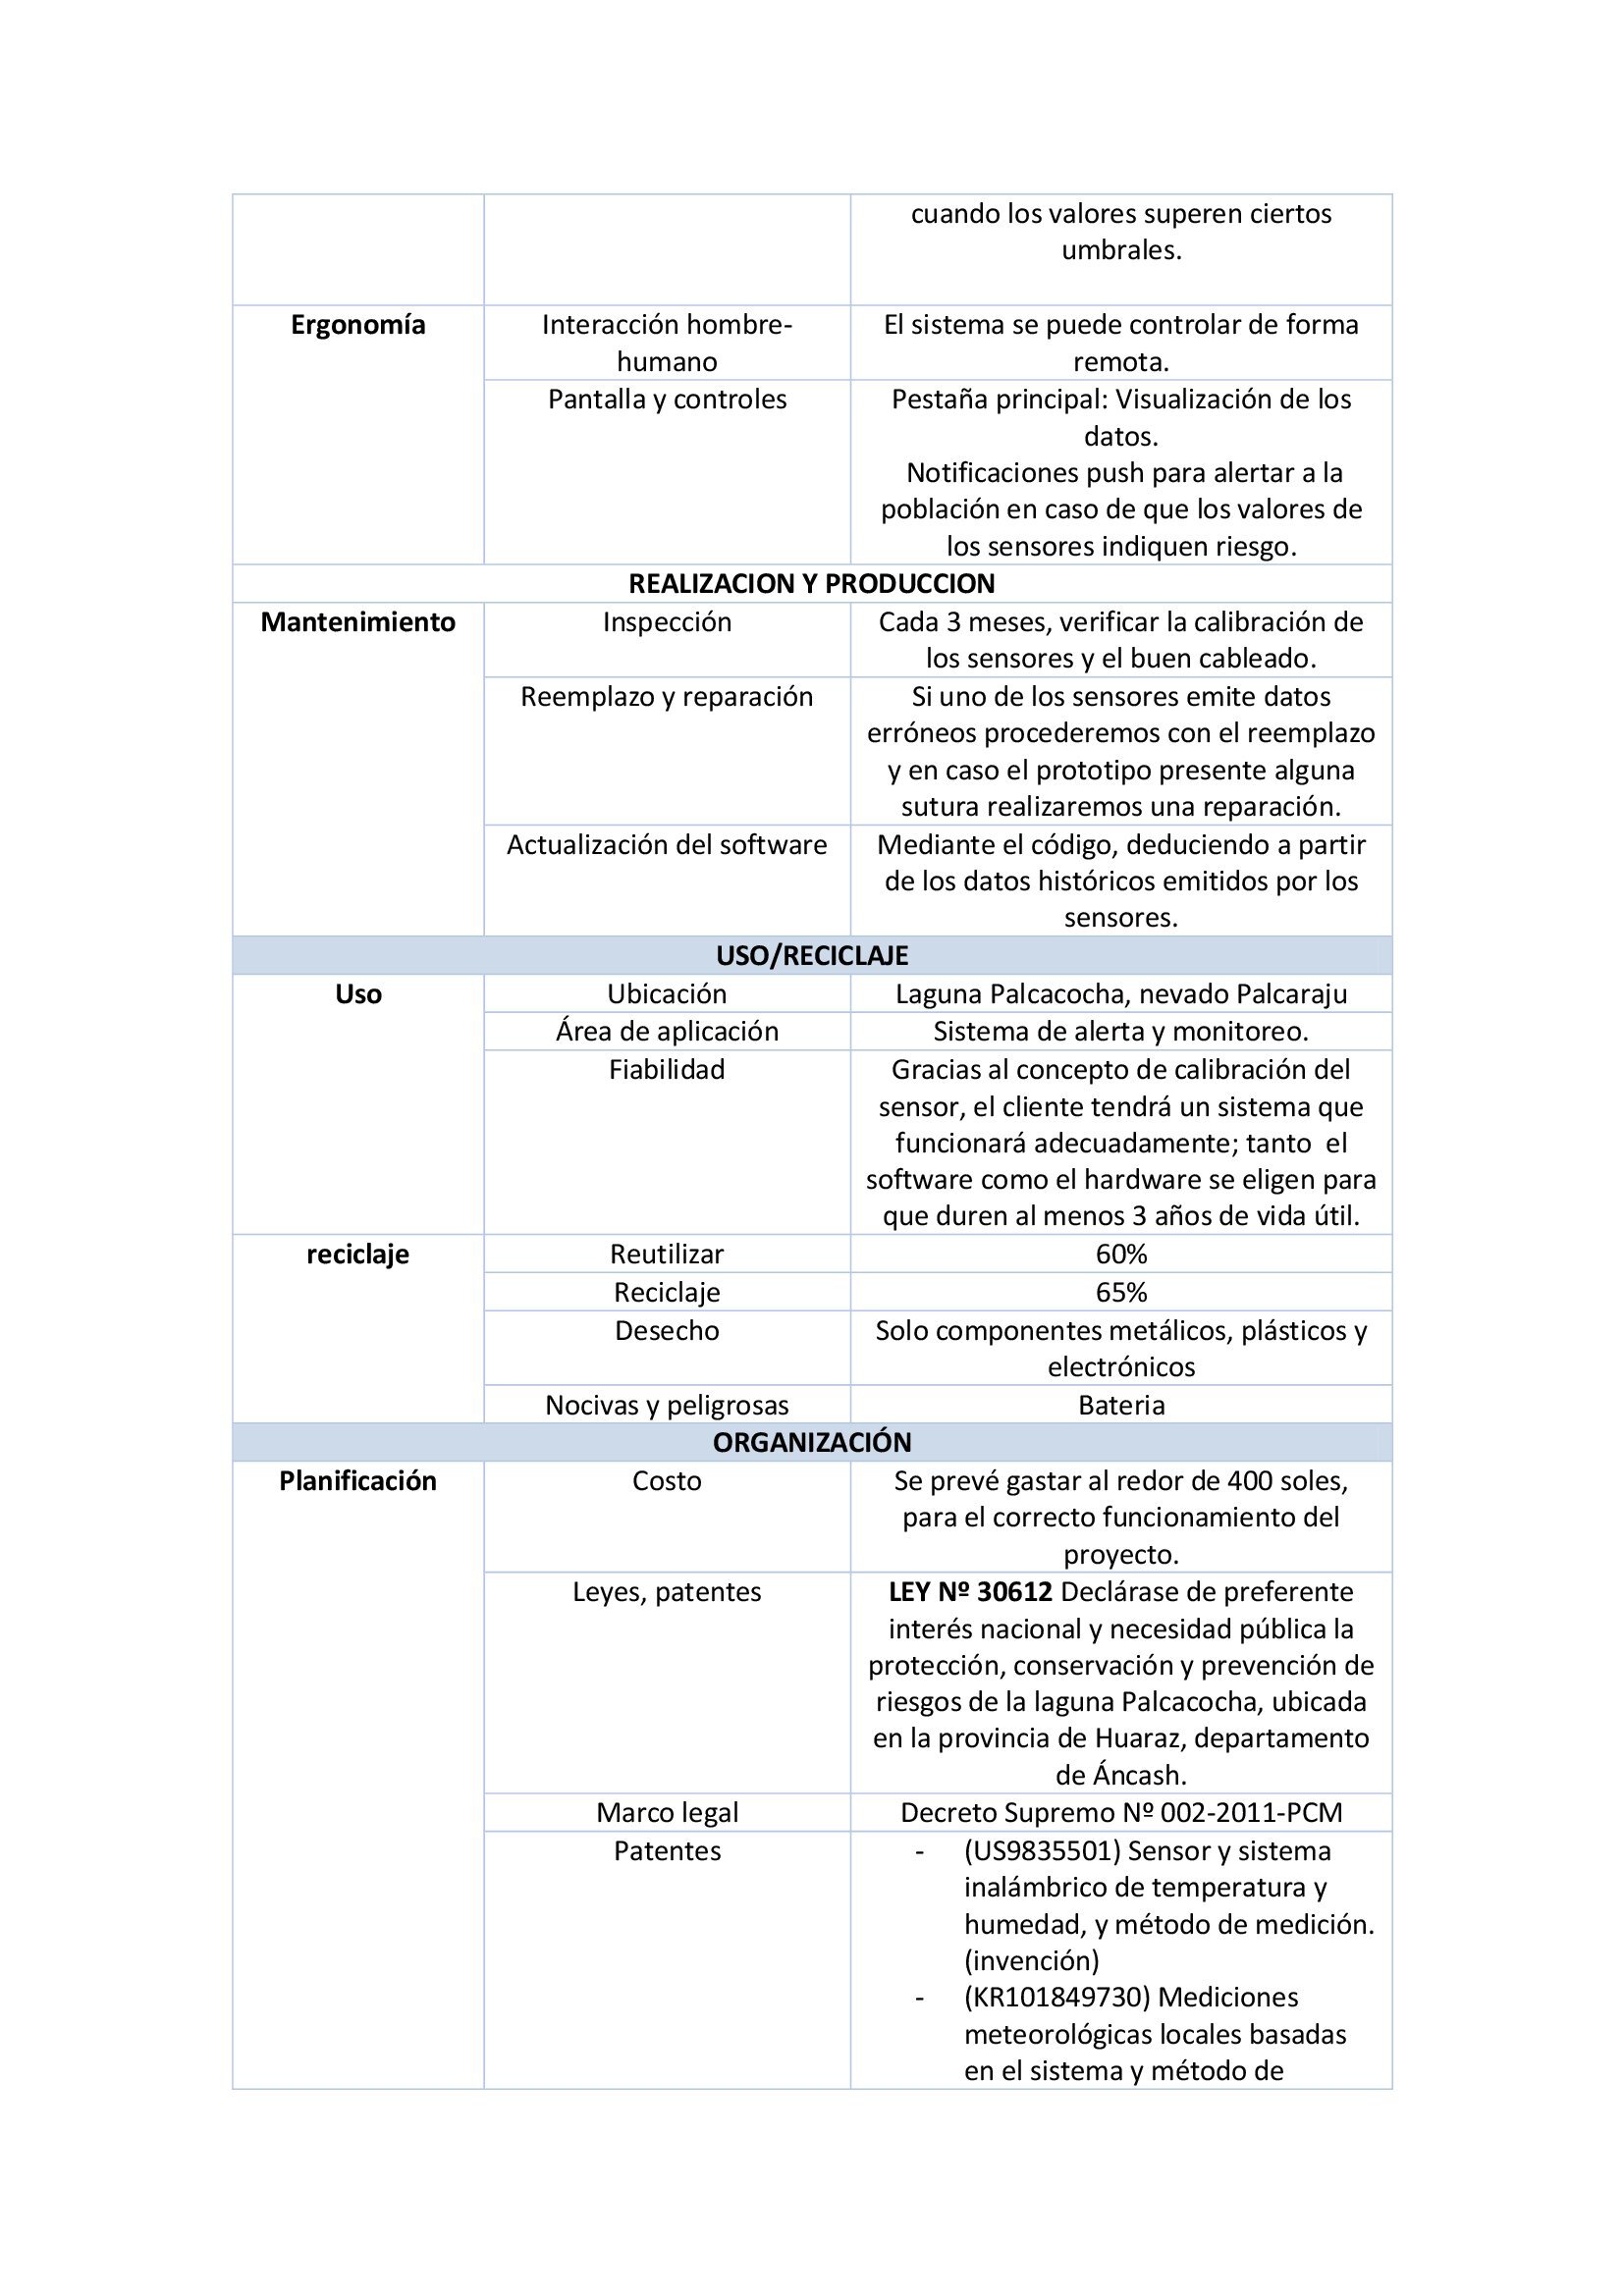 cuando los valores superen ciertos
umbrales.
Ergonomía
Interacción hombre-
humano
El sistema se puede controlar de forma
remota.
Pantalla y controles
Pestaña principal: Visualización de los
datos.
Notificaciones push para alertar a la
población en caso de que los valores de
los sensores indiquen riesgo.
REALIZACION Y PRODUCCION
Mantenimiento
Inspección
Cada 3 meses, verificar la calibración de
los sensores y el buen cableado.
Reemplazo y reparación
Si uno de los sensores emite datos
erróneos procederemos con el reemplazo
y en caso el prototipo presente alguna
sutura realizaremos una reparación.
Actualización del software
Mediante el código, deduciendo a partir
de los datos históricos emitidos por los
sensores.
USO/RECICLAJE
Uso
Ubicación
Laguna Palcacocha, nevado Palcaraju
Área de aplicación
Sistema de alerta y monitoreo.
Fiabilidad
Gracias al concepto de calibración del
sensor, el cliente tendrá un sistema que
funcionará adecuadamente; tanto  el
software como el hardware se eligen para
que duren al menos 3 años de vida útil.
reciclaje
Reutilizar
60%
Reciclaje
65%
Desecho
Solo componentes metálicos, plásticos y
electrónicos
Nocivas y peligrosas
Bateria
ORGANIZACIÓN
Planificación
Costo
Se prevé gastar al redor de 400 soles,
para el correcto funcionamiento del
proyecto.
Leyes, patentes
LEY Nº 30612 Declárase de preferente
interés nacional y necesidad pública la
protección, conservación y prevención de
riesgos de la laguna Palcacocha, ubicada
en la provincia de Huaraz, departamento
de Áncash.
Marco legal
Decreto Supremo Nº 002-2011-PCM
Patentes
- (US9835501) Sensor y sistema
inalámbrico de temperatura y
humedad, y método de medición.
(invención)
- (KR101849730) Mediciones
meteorológicas locales basadas
en el sistema y método de